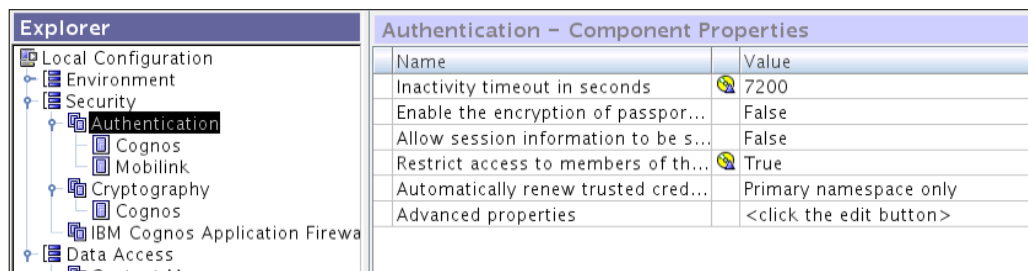 Explorer
Local Configuration
Environment
Security
Authentication
Cognos
Mobilink
Cryptography
Cognos
IBM Cognos Application Firewa
Data Access
Authentication – Component Properties
Name Value
Inactivity timeout in seconds 7200
Enable the encryption of passpor... False
Allow session information to be s... False
Restrict access to members of th... True
Automatically renew trusted cred... Primary namespace only
Advanced properties <click the edit button>